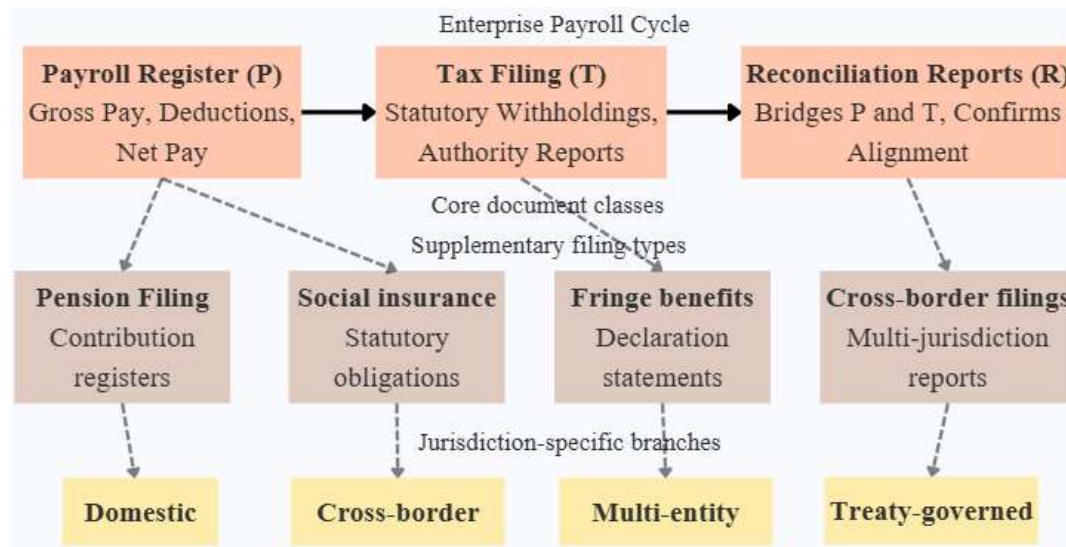 Enterprise Payroll Cycle
Payroll Register (P)
Gross Pay, Deductions,
Net Pay
Tax Filing (T)
Statutory Withholdings,
Authority Reports
Reconciliation Reports (R)
Bridges P and T, Confirms
Alignment
Core document classes
Supplementary filing types
Pension Filing
Contribution
registers
Social insurance
Statutory
obligations
Fringe benefits
Declaration
statements
Cross-border filings
Multi-jurisdiction
reports
Jurisdiction-specific branches
Domestic
Cross-border
Multi-entity
Treaty-governed